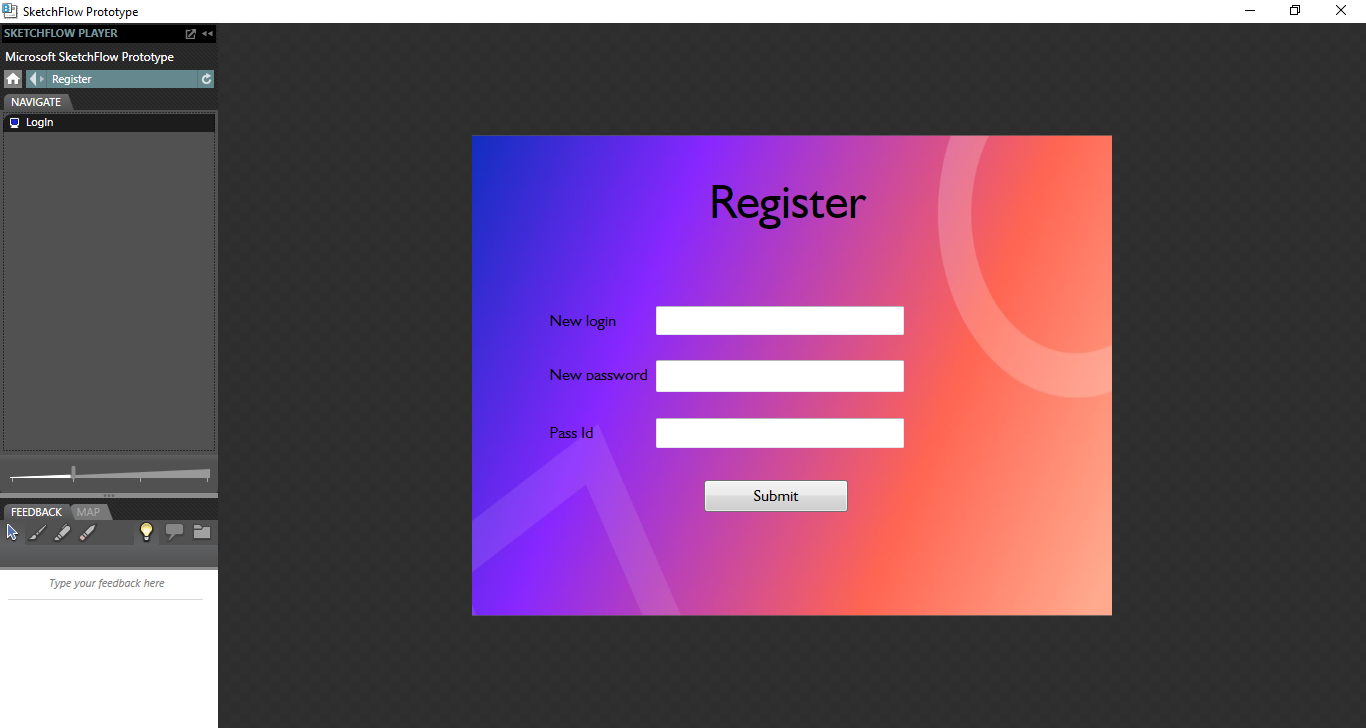 SketchFlow Prototype
SKETCHFLOW PLAYER
Microsoft SketchFlow Prototype
Register
NAVIGATE
LogIn
Register
New login
New password
Pass Id
Submit
FEEDBACK MAP
Type your feedback here